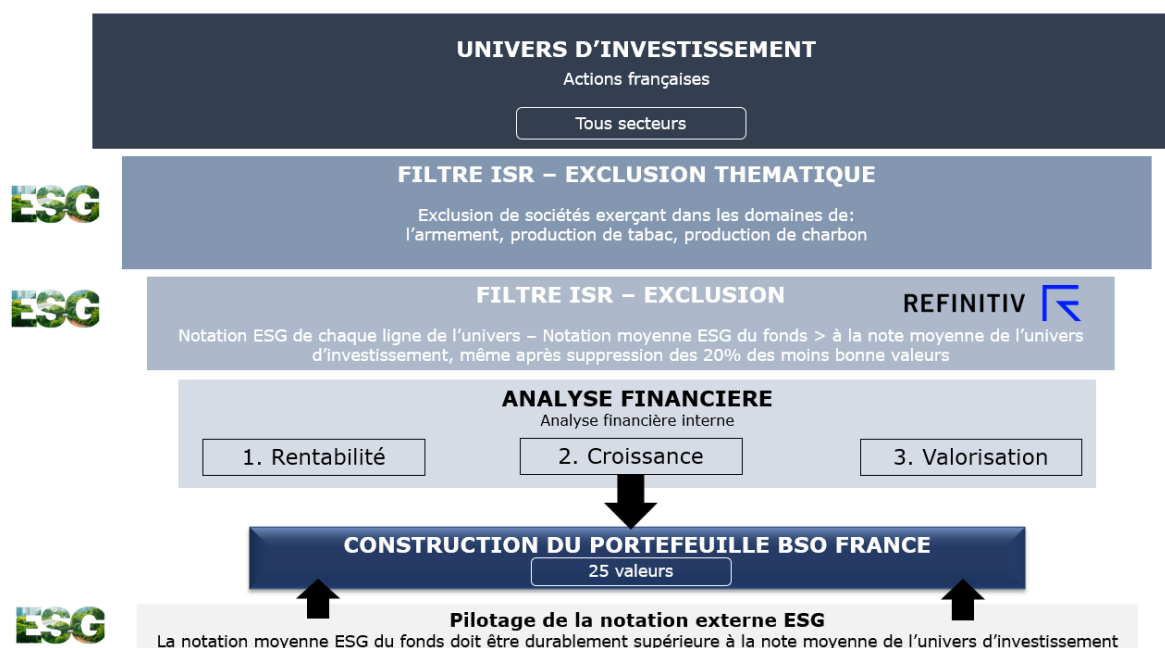 UNIVERS D’INVESTISSEMENT
Actions françaises
Tous secteurs
ESG
FILTRE ISR – EXCLUSION THEMATIQUE
Exclusion de sociétés exerçant dans les domaines de:
l’armement, production de tabac, production de charbon
ESG
FILTRE ISR – EXCLUSION
REFINITIV
Notation ESG de chaque ligne de l’univers – Notation moyenne ESG du fonds > à la note moyenne de l’univers
d’investissement, même après suppression des 20% des moins bonne valeurs
ANALYSE FINANCIERE
Analyse financière interne
1. Rentabilité
2. Croissance
3. Valorisation
CONSTRUCTION DU PORTEFEUILLE BSO FRANCE
25 valeurs
ESG
Pilotage de la notation externe ESG
La notation moyenne ESG du fonds doit être durablement supérieure à la note moyenne de l’univers d’investissement